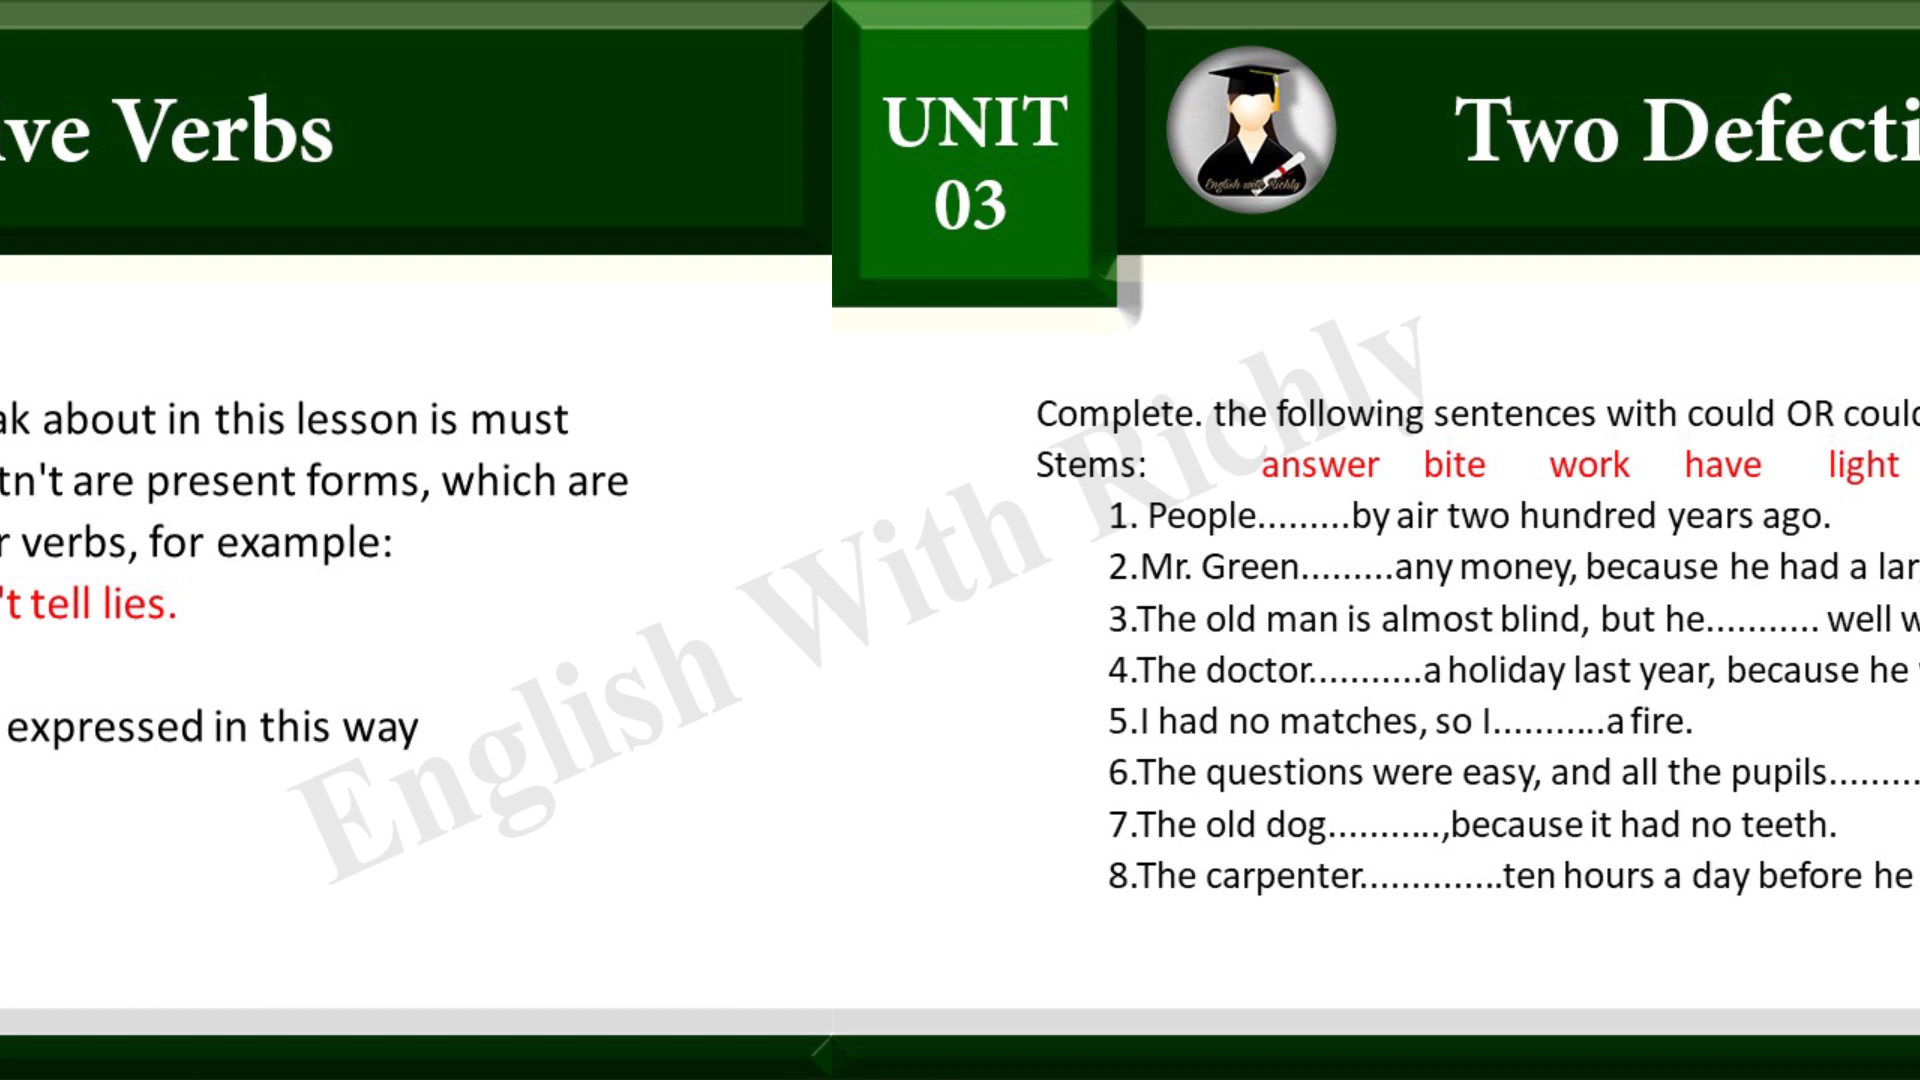 ve Verbs
ak about in this lesson is must
tn't are present forms, which are
r verbs, for example:
't tell lies.
expressed in this way
UNIT
03
English with Richly
Two Defecti
Complete. the following sentences with could OR could
Stems: answer bite work have light
1. People.........by air two hundred years ago.
2.Mr. Green.........any money, because he had a lar
3.The old man is almost blind, but he........... well w
4.The doctor...........a holiday last year, because he
5.I had no matches, so I...........a fire.
6.The questions were easy, and all the pupils.........
7.The old dog...........,because it had no teeth.
8.The carpenter..............ten hours a day before he
English With Richly